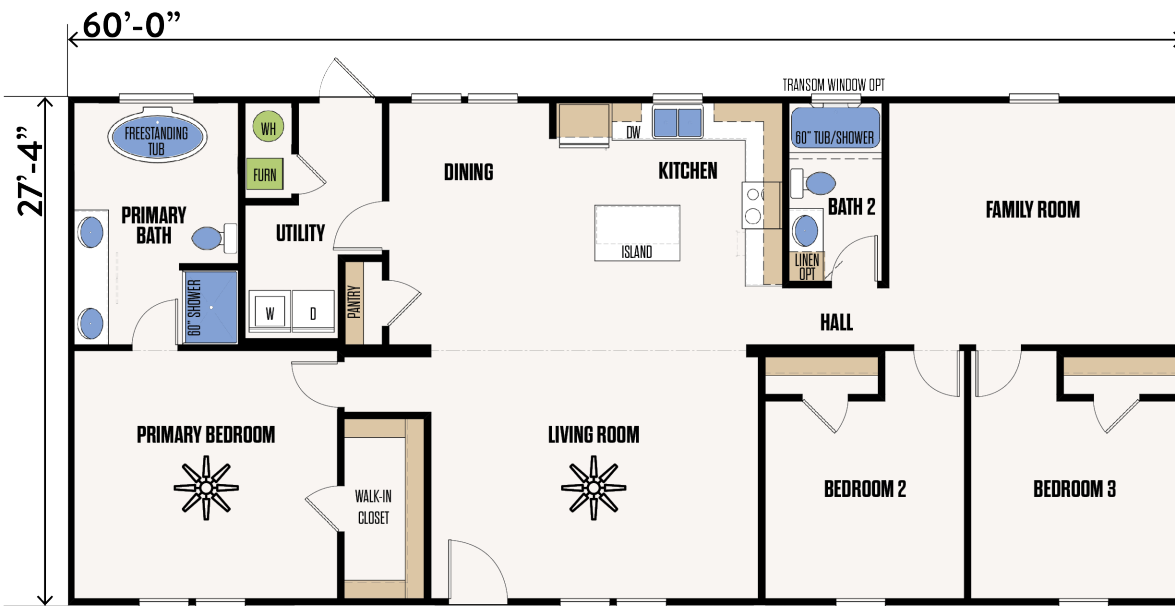 60'-0"
27'-4"
TRANSOM WINDOW OPT
FREESTANDING
TUB
WH
FURN
DW
60" TUB/SHOWER
DINING
KITCHEN
PRIMARY
BATH
UTILITY
BATH 2
FAMILY ROOM
ISLAND
LINEN
OPT
60" SHOWER
W
D
PANTRY
HALL
PRIMARY BEDROOM
LIVING ROOM
WALK-IN
CLOSET
BEDROOM 2
BEDROOM 3